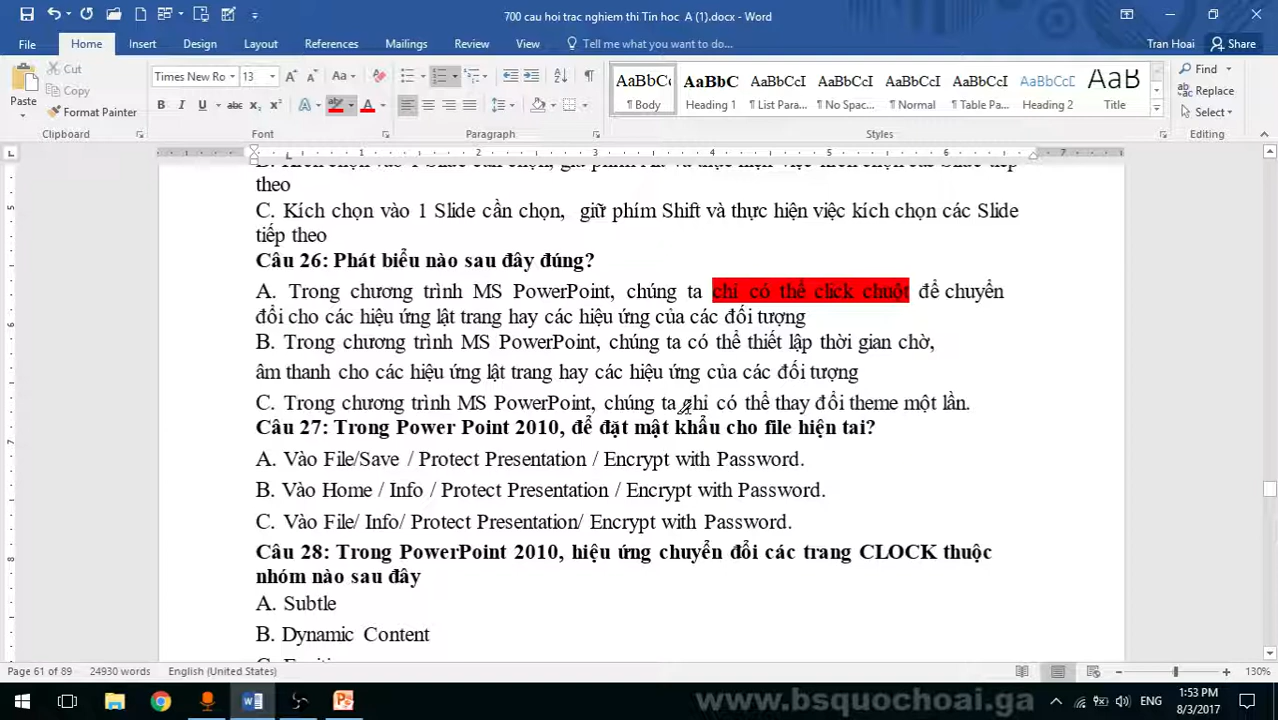 700 cau hoi trac nghiem thi Tin hoc A (1).docx - Word
File Home Insert Design Layout References Mailings Review View Tell me what you want to do... Tran Hoai Share
Paste Cut Copy Format Painter
Times New Ro 13
AaBbCc AaBbC AaBbCcI AaBbCcI AaBbCcI AaBbCcI AaBbCcD AaB
¶ Body Heading 1 ¶ List Para... ¶ No Spac... ¶ Normal ¶ Table Pa... Heading 2 Title
Find Replace Select
Clipboard Font Paragraph Styles Editing
1 2 3 4 5 6 7
theo
C. Kích chọn vào 1 Slide cần chọn, giữ phím Shift và thực hiện việc kích chọn các Slide
tiếp theo
Câu 26: Phát biểu nào sau đây đúng?
A. Trong chương trình MS PowerPoint, chúng ta chỉ có thể click chuột để chuyển
đổi cho các hiệu ứng lật trang hay các hiệu ứng của các đối tượng
B. Trong chương trình MS PowerPoint, chúng ta có thể thiết lập thời gian chờ,
âm thanh cho các hiệu ứng lật trang hay các hiệu ứng của các đối tượng
C. Trong chương trình MS PowerPoint, chúng ta chỉ có thể thay đổi theme một lần.
Câu 27: Trong Power Point 2010, để đặt mật khẩu cho file hiện tai?
A. Vào File/Save / Protect Presentation / Encrypt with Password.
B. Vào Home / Info / Protect Presentation / Encrypt with Password.
C. Vào File/ Info/ Protect Presentation/ Encrypt with Password.
Câu 28: Trong PowerPoint 2010, hiệu ứng chuyển đổi các trang CLOCK thuộc
nhóm nào sau đây
A. Subtle
B. Dynamic Content
Page 61 of 89 24930 words English (United States) 130%
www.bsquochoai.ga
ENG 1:53 PM
8/3/2017